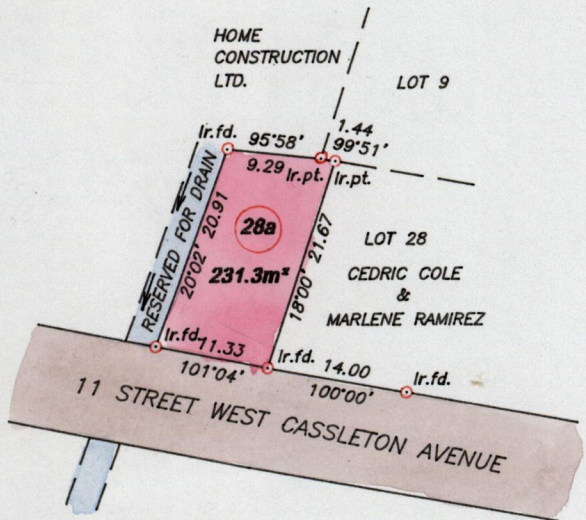 HOME
CONSTRUCTION
LTD.
LOT 9
Ir.fd.
95°58'
1.44
99°51'
9.29
Ir.pt.
Ir.pt.
RESERVED FOR DRAIN
20°02' 20.91
28a
231.3m²
18°00' 21.67
LOT 28
CEDRIC COLE
&
MARLENE RAMIREZ
Ir.fd.
11.33
101°04'
Ir.fd.
14.00
100°00'
Ir.fd.
11 STREET WEST CASSLETON AVENUE